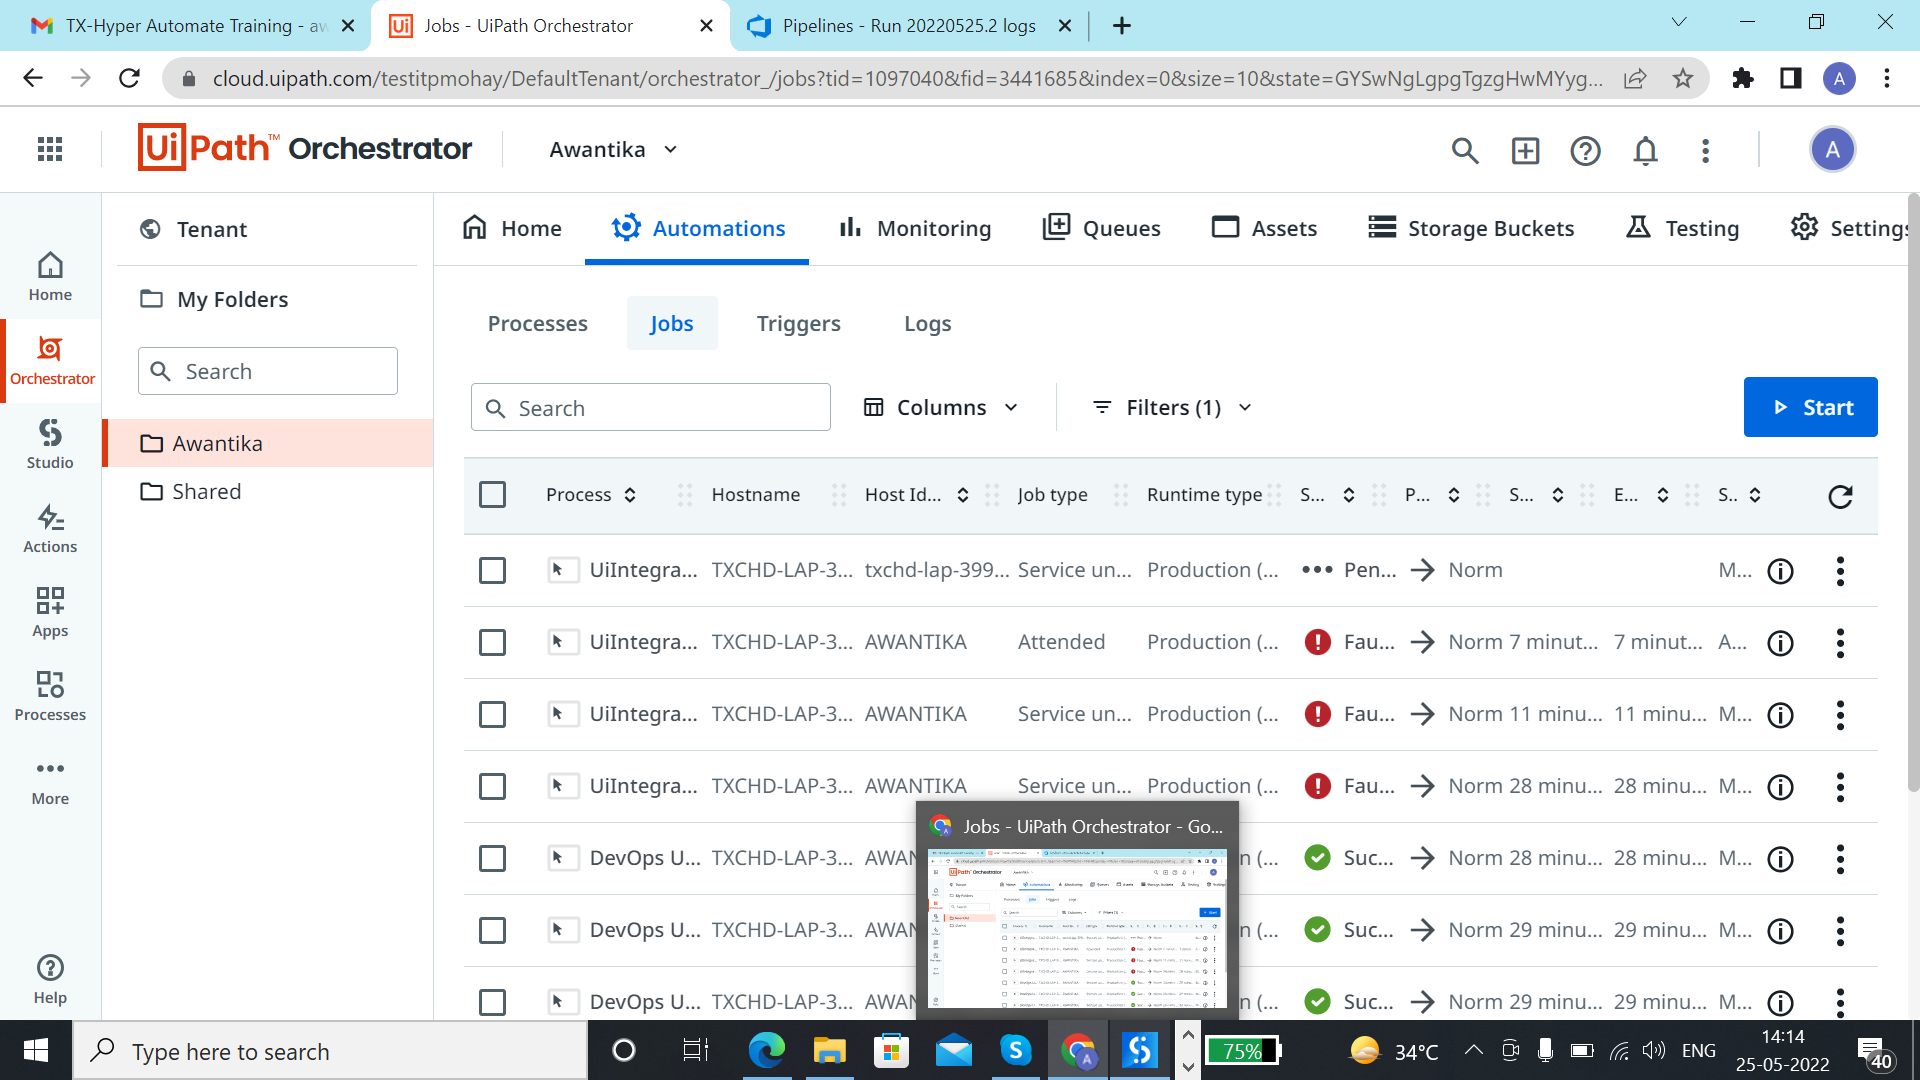 TX-Hyper Automate Training - aw
Jobs - UiPath Orchestrator
Pipelines - Run 20220525.2 logs
cloud.uipath.com/testitpmohay/DefaultTenant/orchestrator_/jobs?tid=1097040&fid=3441685&index=0&size=10&state=GYSwNgLgpgTgzgHwMYyg...
A
UiPath™ Orchestrator
Awantika
A
Tenant
My Folders
Search
Awantika
Shared
Home
Orchestrator
Studio
Actions
Apps
Processes
More
Help
Home Automations Monitoring Queues Assets Storage Buckets Testing Settings
Processes Jobs Triggers Logs
Search Columns Filters (1) Start
Process Hostname Host Id... Job type Runtime type S... P... S... E... S..
UiIntegra... TXCHD-LAP-3... txchd-lap-399... Service un... Production (... Pen... Norm M...
UiIntegra... TXCHD-LAP-3... AWANTIKA Attended Production (... Fau... Norm 7 minut... 7 minut... A...
UiIntegra... TXCHD-LAP-3... AWANTIKA Service un... Production (... Fau... Norm 11 minu... 11 minu... M...
UiIntegra... TXCHD-LAP-3... AWANTIKA Service un... Production (... Fau... Norm 28 minu... 28 minu... M...
DevOps U... TXCHD-LAP-3... AWAN n (... Suc... Norm 28 minu... 28 minu... M...
DevOps U... TXCHD-LAP-3... AWAN n (... Suc... Norm 29 minu... 29 minu... M...
DevOps U... TXCHD-LAP-3... AWAN n (... Suc... Norm 29 minu... 29 minu... M...
Jobs - UiPath Orchestrator - Go...
Type here to search
75%
34°C
ENG
14:14
25-05-2022
40